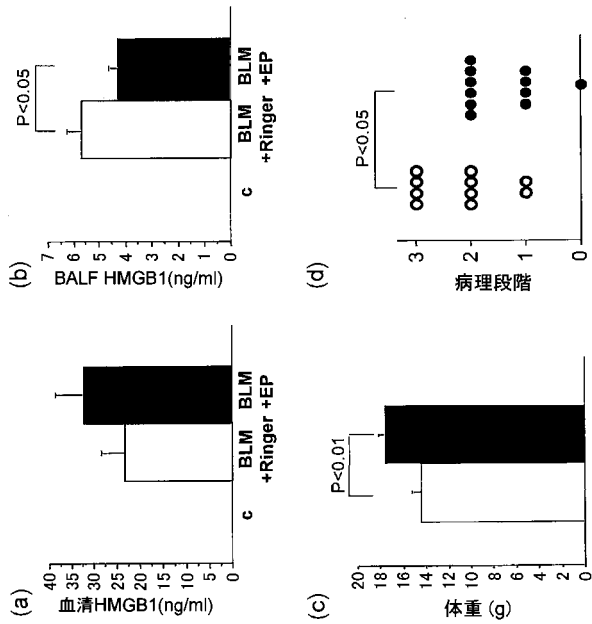 (a)
血清HMGB1(ng/ml)
40
35
30
25
20
15
10
5
0
c
BLM
+Ringer
BLM
+EP
(b)
BALF HMGB1(ng/ml)
7
6
5
4
3
2
1
0
P<0.05
c
BLM
+Ringer
BLM
+EP
(c)
体重 (g)
20
18
16
14
12
10
8
6
4
2
0
P<0.01
(d)
病理段階
3
2
1
0
P<0.05